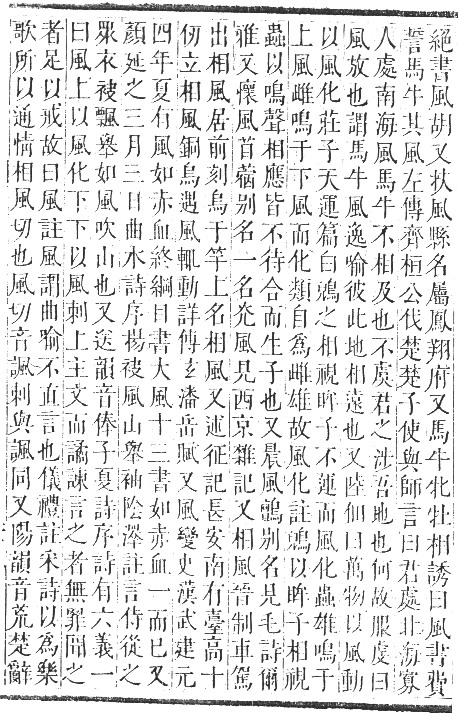 絕書風胡又扶風縣名屬鳳翔府又馬牛牝牡相誘曰風書費
誓馬牛其風左傳齊桓公伐楚楚子使與師言曰君處北海寡
人處南海風馬牛不相及也不虞君之涉吾地也何故服虔曰
風放也謂馬牛風逸喻彼此地相遠也又陸佃曰萬物以風動
以風化莊子天運篇白鶂之相視眸子不運而風化蟲雄鳴于
上風雌鳴于下風而化類自為雌雄故風化註鶂以眸子相視
蟲以鳴聲相應皆不待合而生子也又晨風鸇別名見毛詩爾
雅又懷風苜蓿別名一名光風見西京雜記又相風晉制車駕
出相風居前刻烏于竿上名相風又述征記長安南有臺高十
仞立相風銅烏遇風輒動詳傅玄潘岳賦又風變史漢武建元
四年夏有風如赤血終綱目書大風十三書如赤血一而已又
顏延之三月三日曲水詩序揚袂風山舉袖陰澤註言侍從之
眾衣被飄舉如風吹山也又送韻音俸子夏詩序詩有六義一
曰風上以風化下下以風刺上主文而譎諫言之者無罪聞之
者足以戒故曰風註風謂曲喻不直言也儀禮註采詩以為樂
歌所以通情相風切也風切音諷刺與諷同又陽韻音荒楚辭